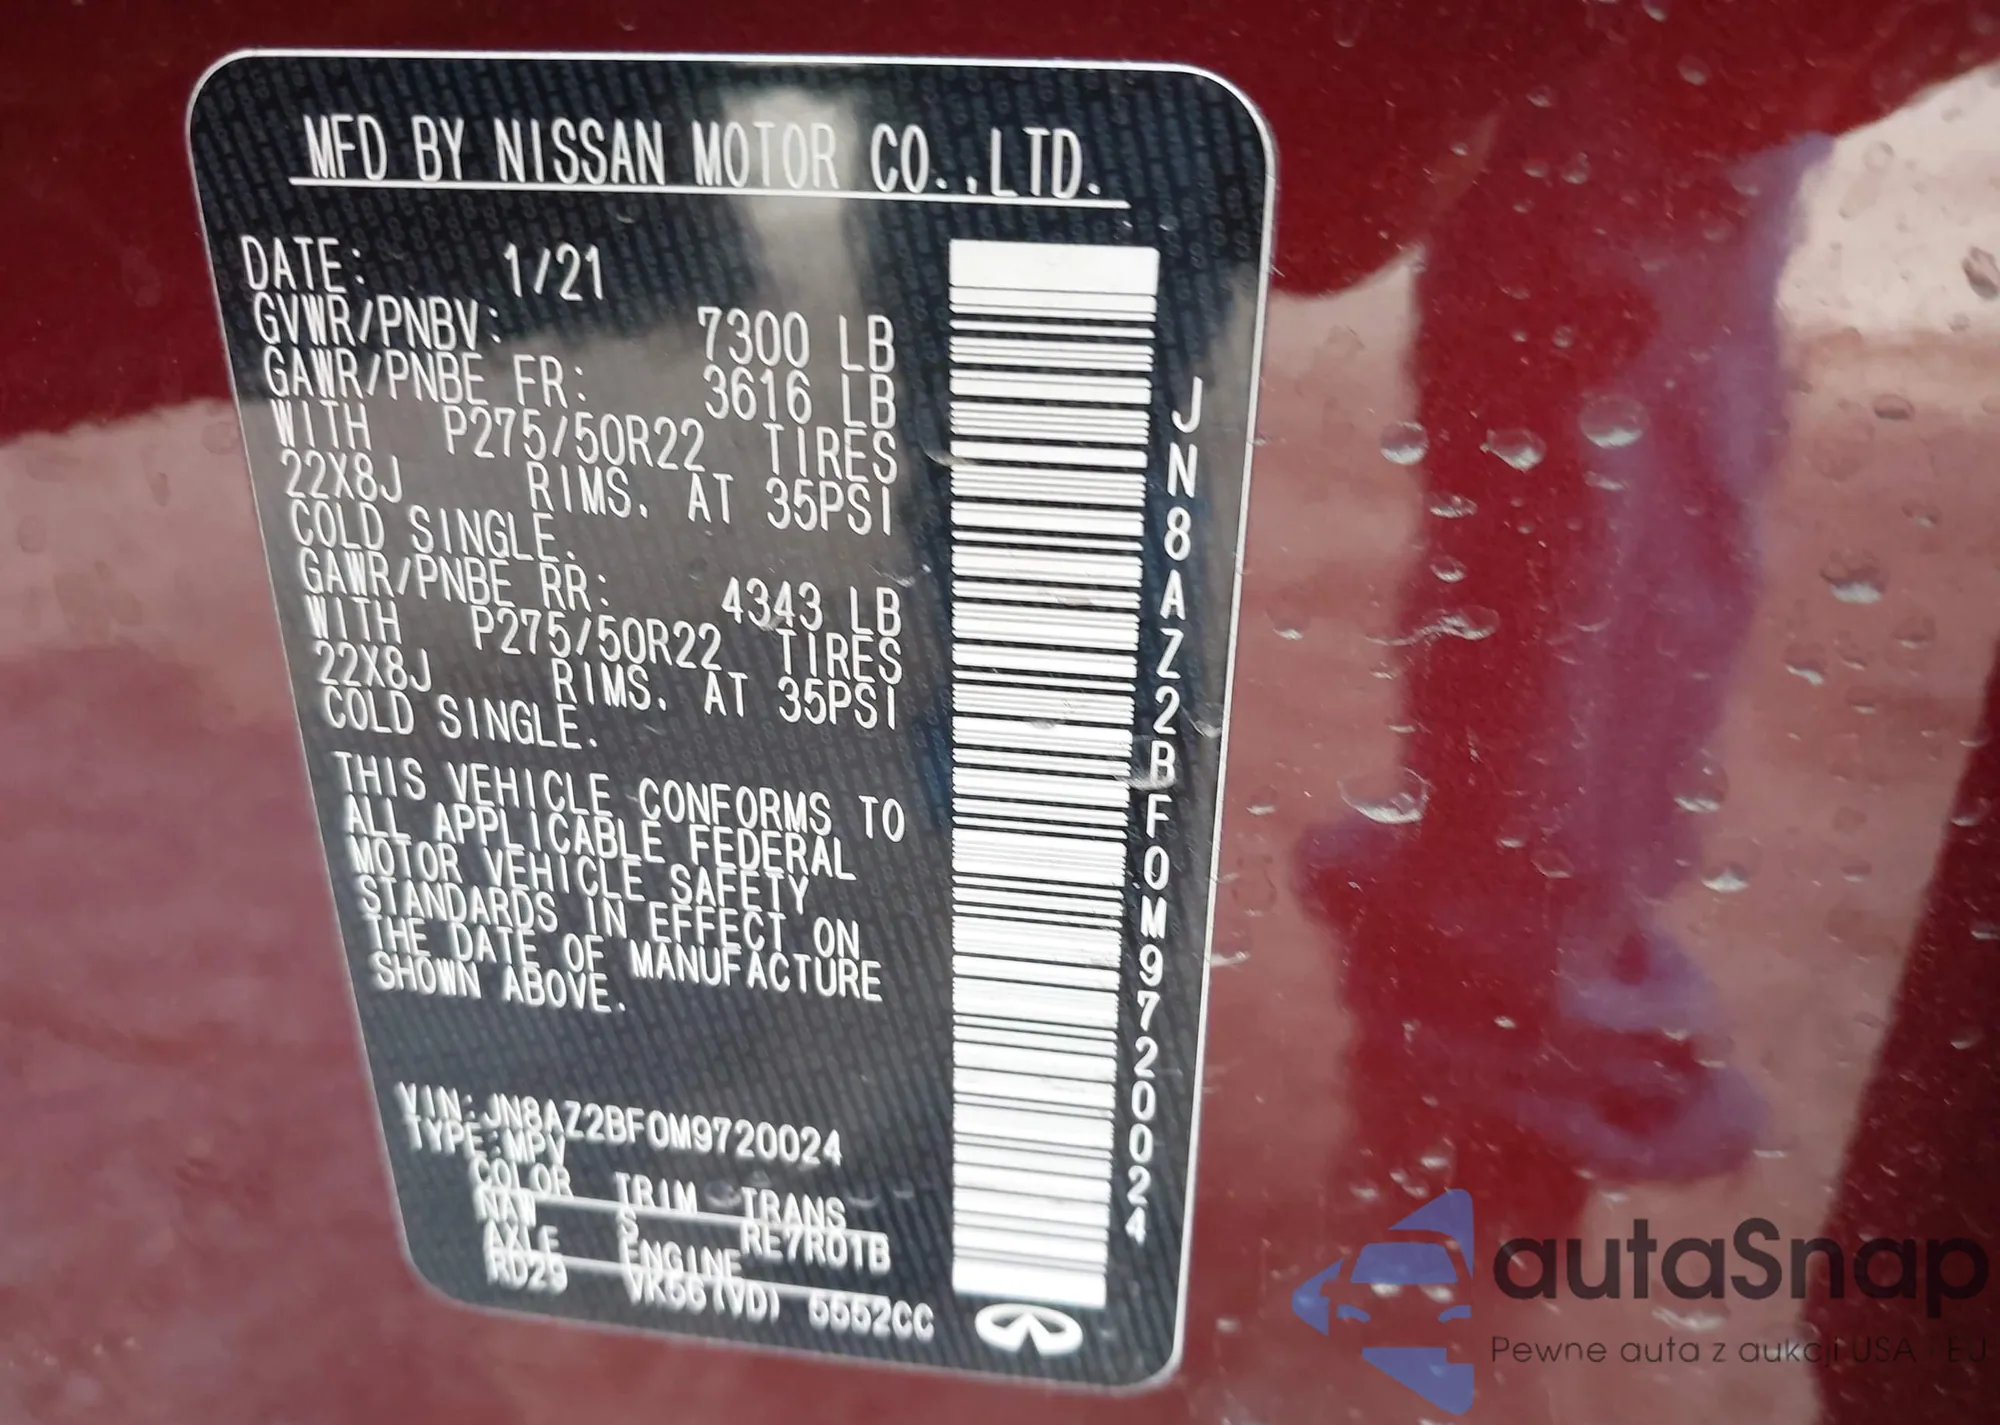 MFD BY NISSAN MOTOR CO.,LTD.
DATE: 1/21
GVWR/PNBV: 7300 LB
GAWR/PNBE FR: 3616 LB
WITH P275/50R22 TIRES
22X8J RIMS. AT 35PSI
COLD SINGLE.
GAWR/PNBE RR: 4343 LB
WITH P275/50R22 TIRES
22X8J RIMS. AT 35PSI
COLD SINGLE.
THIS VEHICLE CONFORMS TO
ALL APPLICABLE FEDERAL
MOTOR VEHICLE SAFETY
STANDARDS IN EFFECT ON
THE DATE OF MANUFACTURE
SHOWN ABOVE.
VIN:JN8AZ2BF0M9720024
TYPE:MPV
COLOR TRIM TRANS
NAW S RE7R01B
AXLE ENGINE
RD29 VK56(VD) 5552CC
JN8AZ2BF0M9720024
autaSnap
Pewne auta z aukcji USA i EU